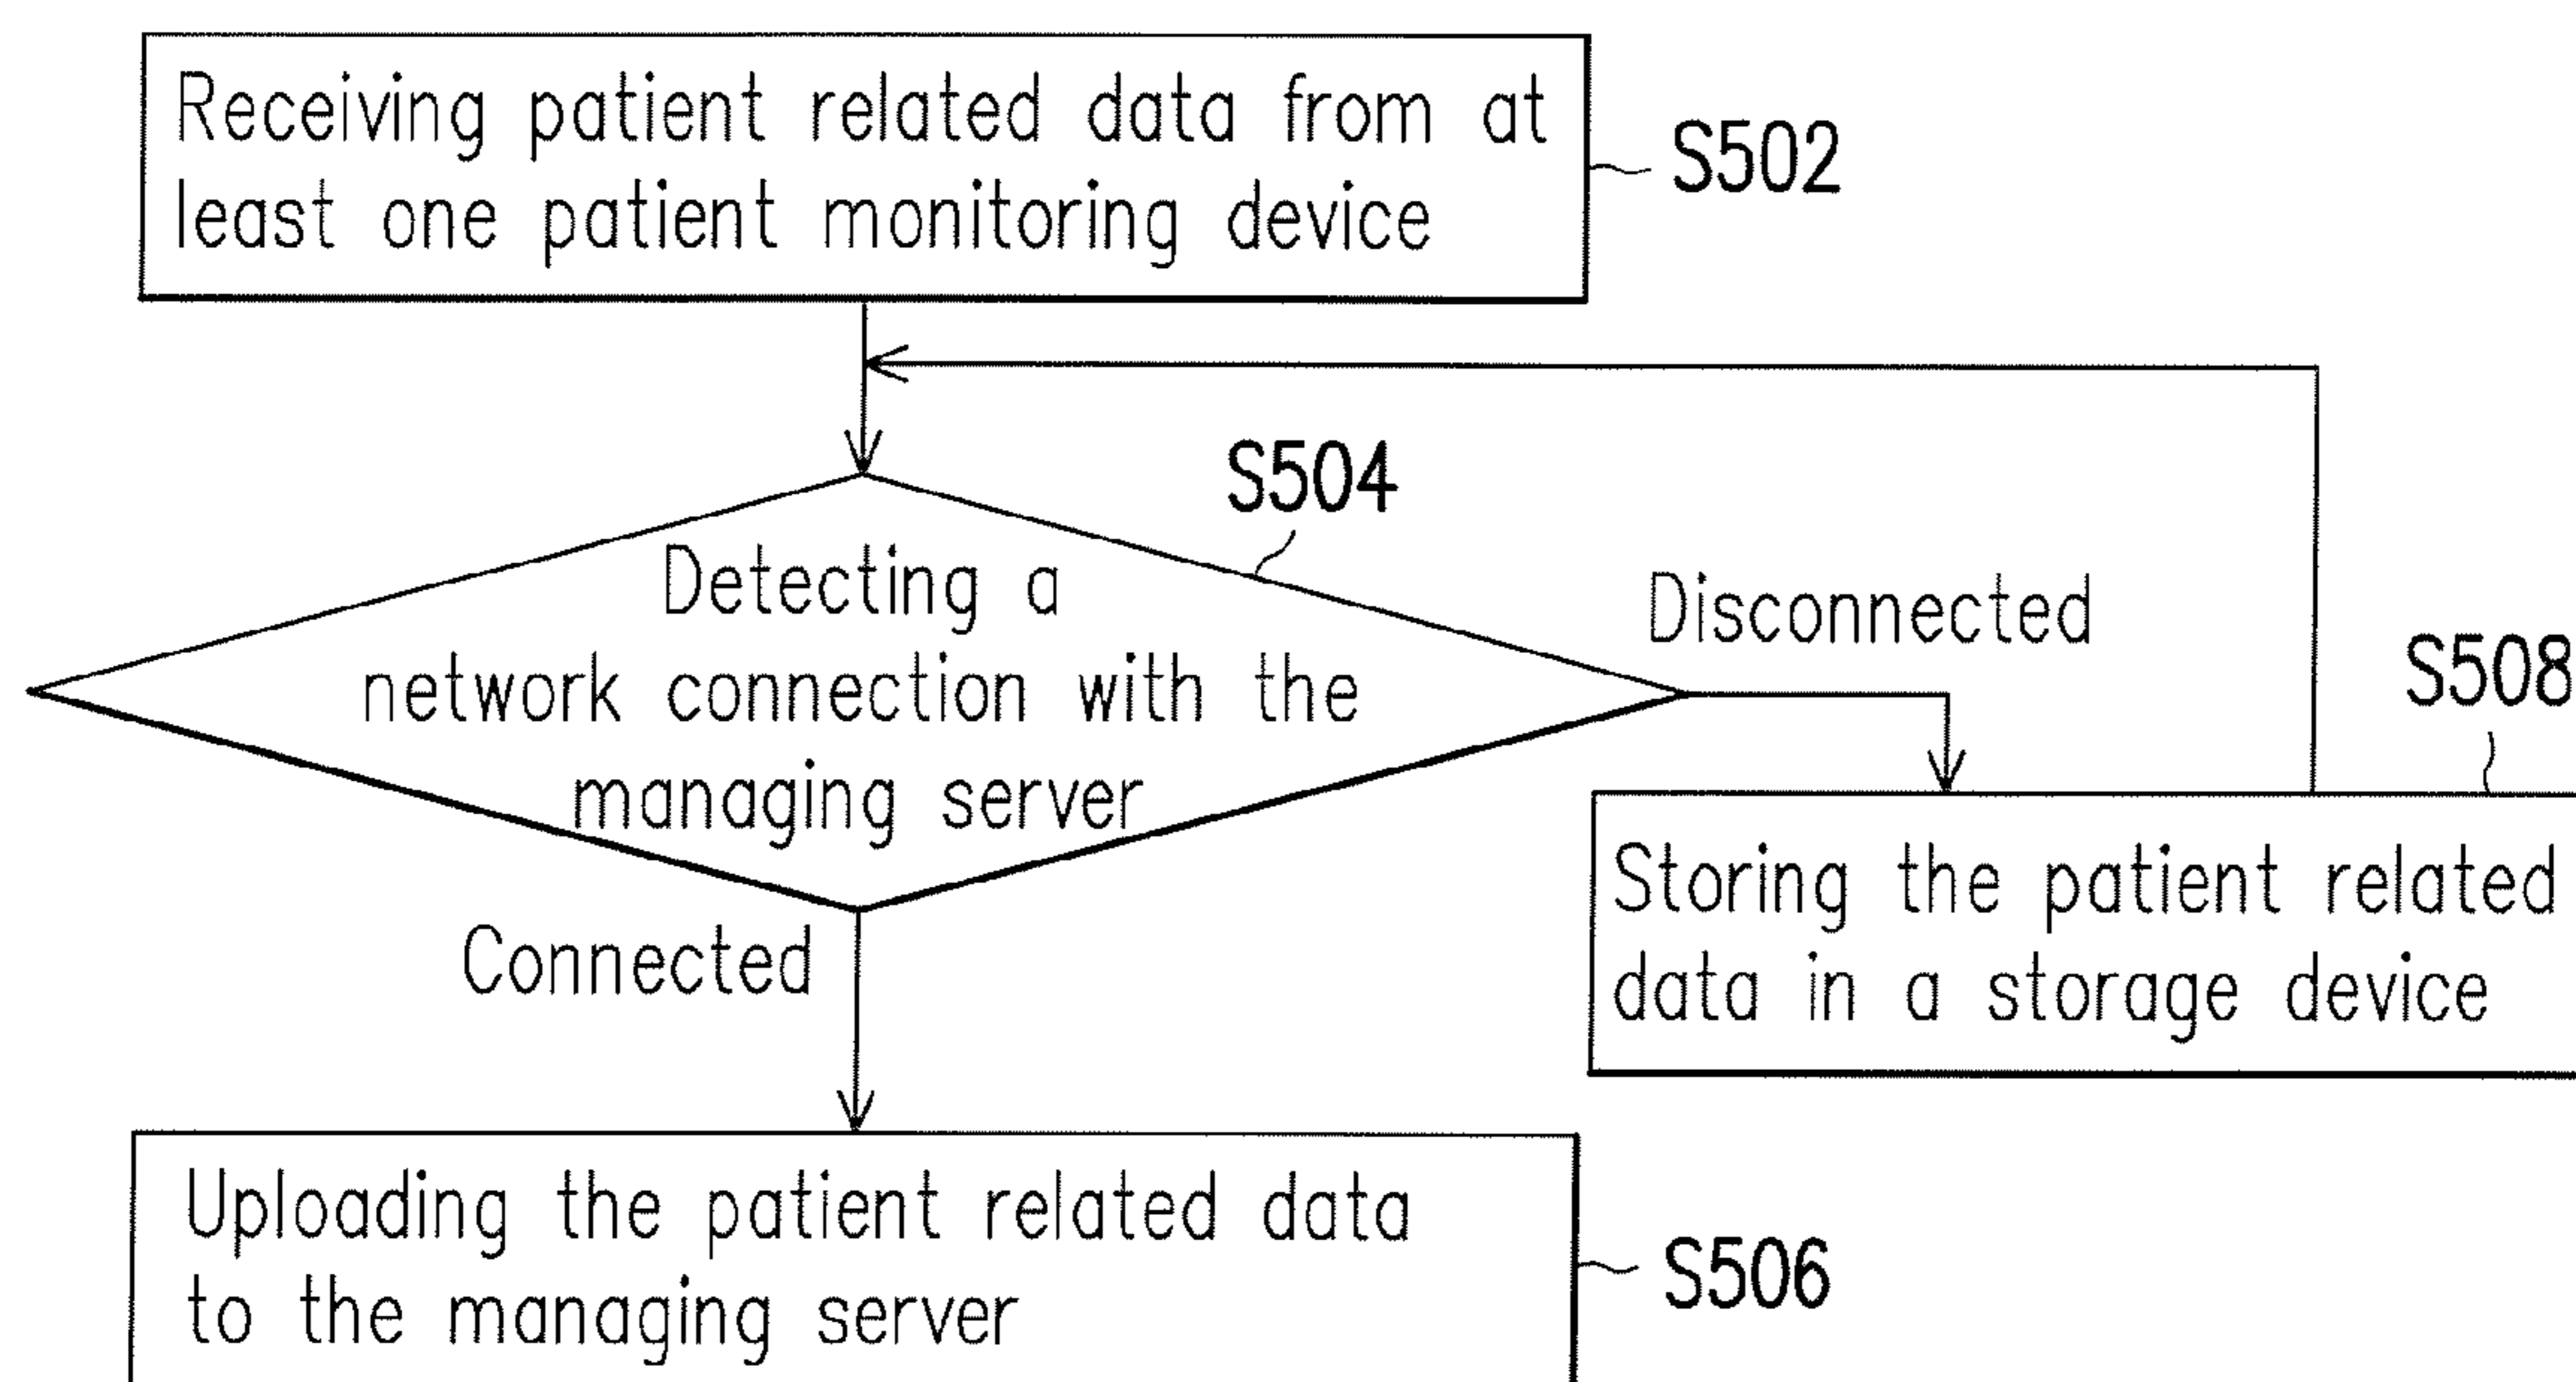 Receiving patient related data from at
least one patient monitoring device
S502
S504
Detecting a
network connection with the
managing server
Disconnected
S508
Storing the patient related
data in a storage device
Connected
Uploading the patient related data
to the managing server
S506